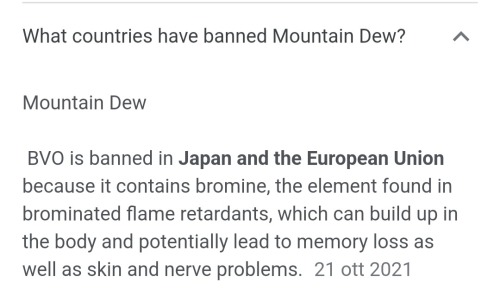 What countries have banned Mountain Dew?
Mountain Dew
BVO is banned in Japan and the European Union
because it contains bromine, the element found in
brominated flame retardants, which can build up in
the body and potentially lead to memory loss as
well as skin and nerve problems. 21 ott 2021